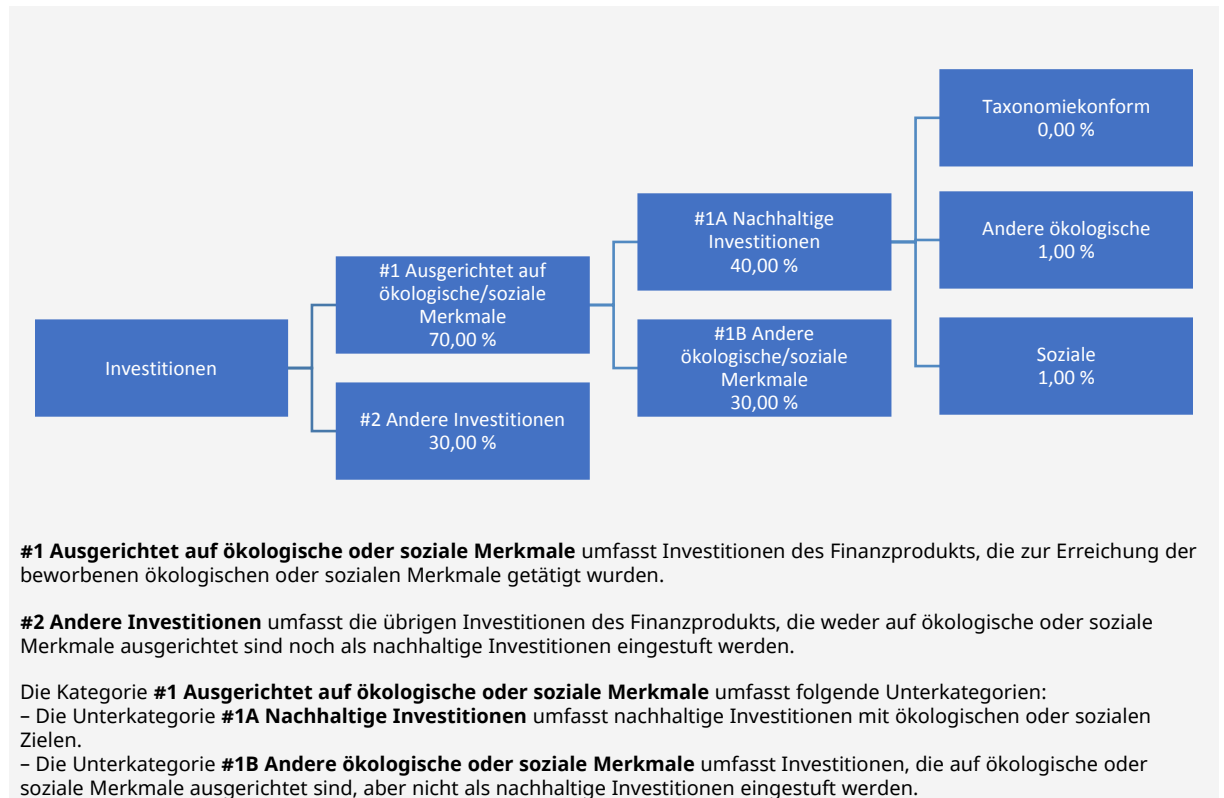 Investitionen
#1 Ausgerichtet auf
ökologische/soziale
Merkmale
70,00 %
#2 Andere Investitionen
30,00 %
#1A Nachhaltige
Investitionen
40,00 %
#1B Andere
ökologische/soziale
Merkmale
30,00 %
Taxonomiekonform
0,00 %
Andere ökologische
1,00 %
Soziale
1,00 %
#1 Ausgerichtet auf ökologische oder soziale Merkmale umfasst Investitionen des Finanzprodukts, die zur Erreichung der
beworbenen ökologischen oder sozialen Merkmale getätigt wurden.
#2 Andere Investitionen umfasst die übrigen Investitionen des Finanzprodukts, die weder auf ökologische oder soziale
Merkmale ausgerichtet sind noch als nachhaltige Investitionen eingestuft werden.
Die Kategorie #1 Ausgerichtet auf ökologische oder soziale Merkmale umfasst folgende Unterkategorien:
– Die Unterkategorie #1A Nachhaltige Investitionen umfasst nachhaltige Investitionen mit ökologischen oder sozialen
Zielen.
– Die Unterkategorie #1B Andere ökologische oder soziale Merkmale umfasst Investitionen, die auf ökologische oder
soziale Merkmale ausgerichtet sind, aber nicht als nachhaltige Investitionen eingestuft werden.